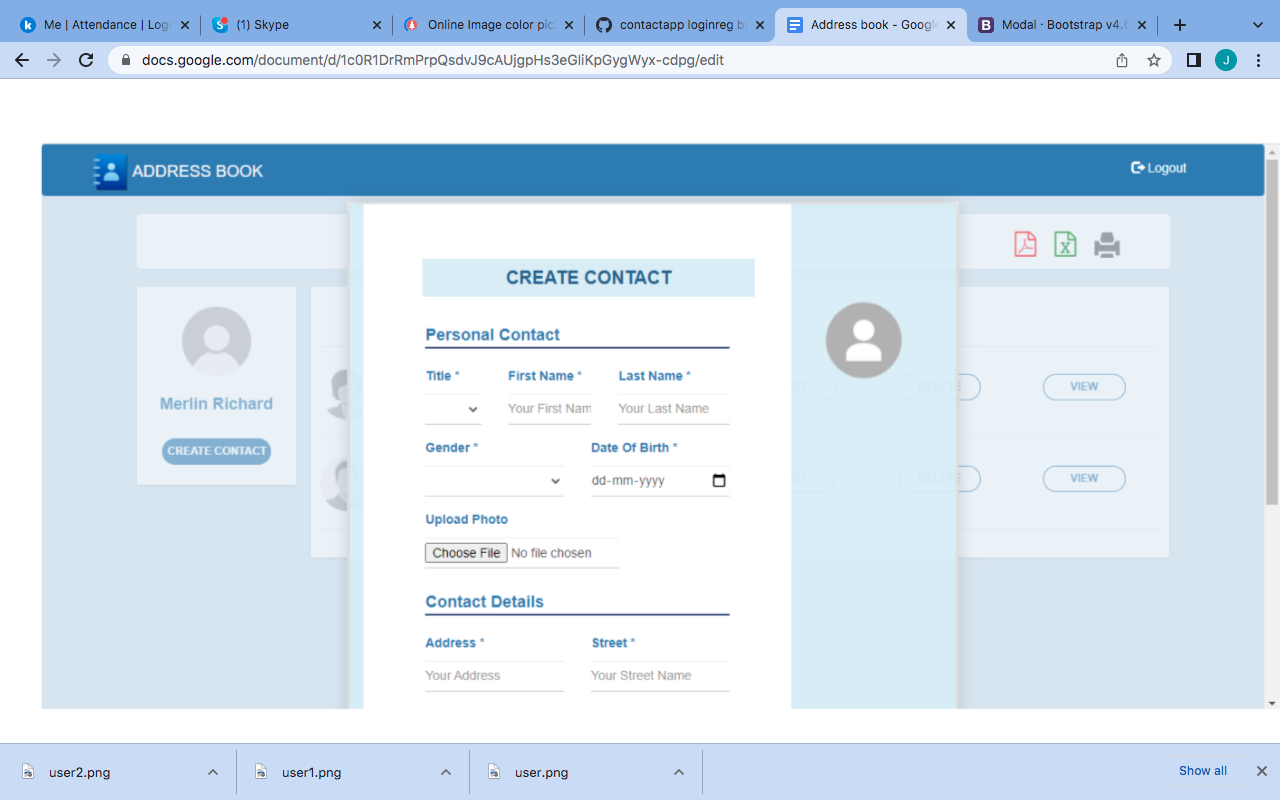 Me | Attendance | Log
(1) Skype
Online Image color pic
contactapp loginreg b
Address book - Google
Modal · Bootstrap v4.6
docs.google.com/document/d/1c0R1DrRmPrpQsdvJ9cAUjgpHs3eGliKpGygWyx-cdpg/edit
J
ADDRESS BOOK
Logout
CREATE CONTACT
Personal Contact
Title * First Name * Last Name *
Your First Nam Your Last Name
Merlin Richard
CREATE CONTACT
DELETE VIEW
Gender * Date Of Birth *
dd-mm-yyyy
DELETE VIEW
Upload Photo
Choose File No file chosen
Contact Details
Address * Street *
Your Address Your Street Name
user2.png
user1.png
user.png
Show all